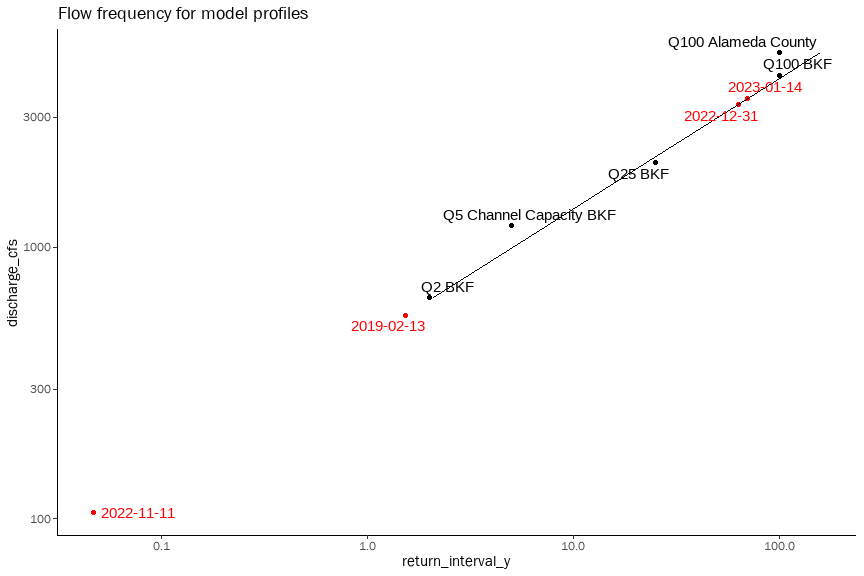 Flow frequency for model profiles
Q100 Alameda County
Q100 BKF
2023-01-14
2022-12-31
Q25 BKF
Q5 Channel Capacity BKF
Q2 BKF
2019-02-13
2022-11-11
discharge_cfs
3000
1000
300
100
0.1
1.0
10.0
100.0
return_interval_y